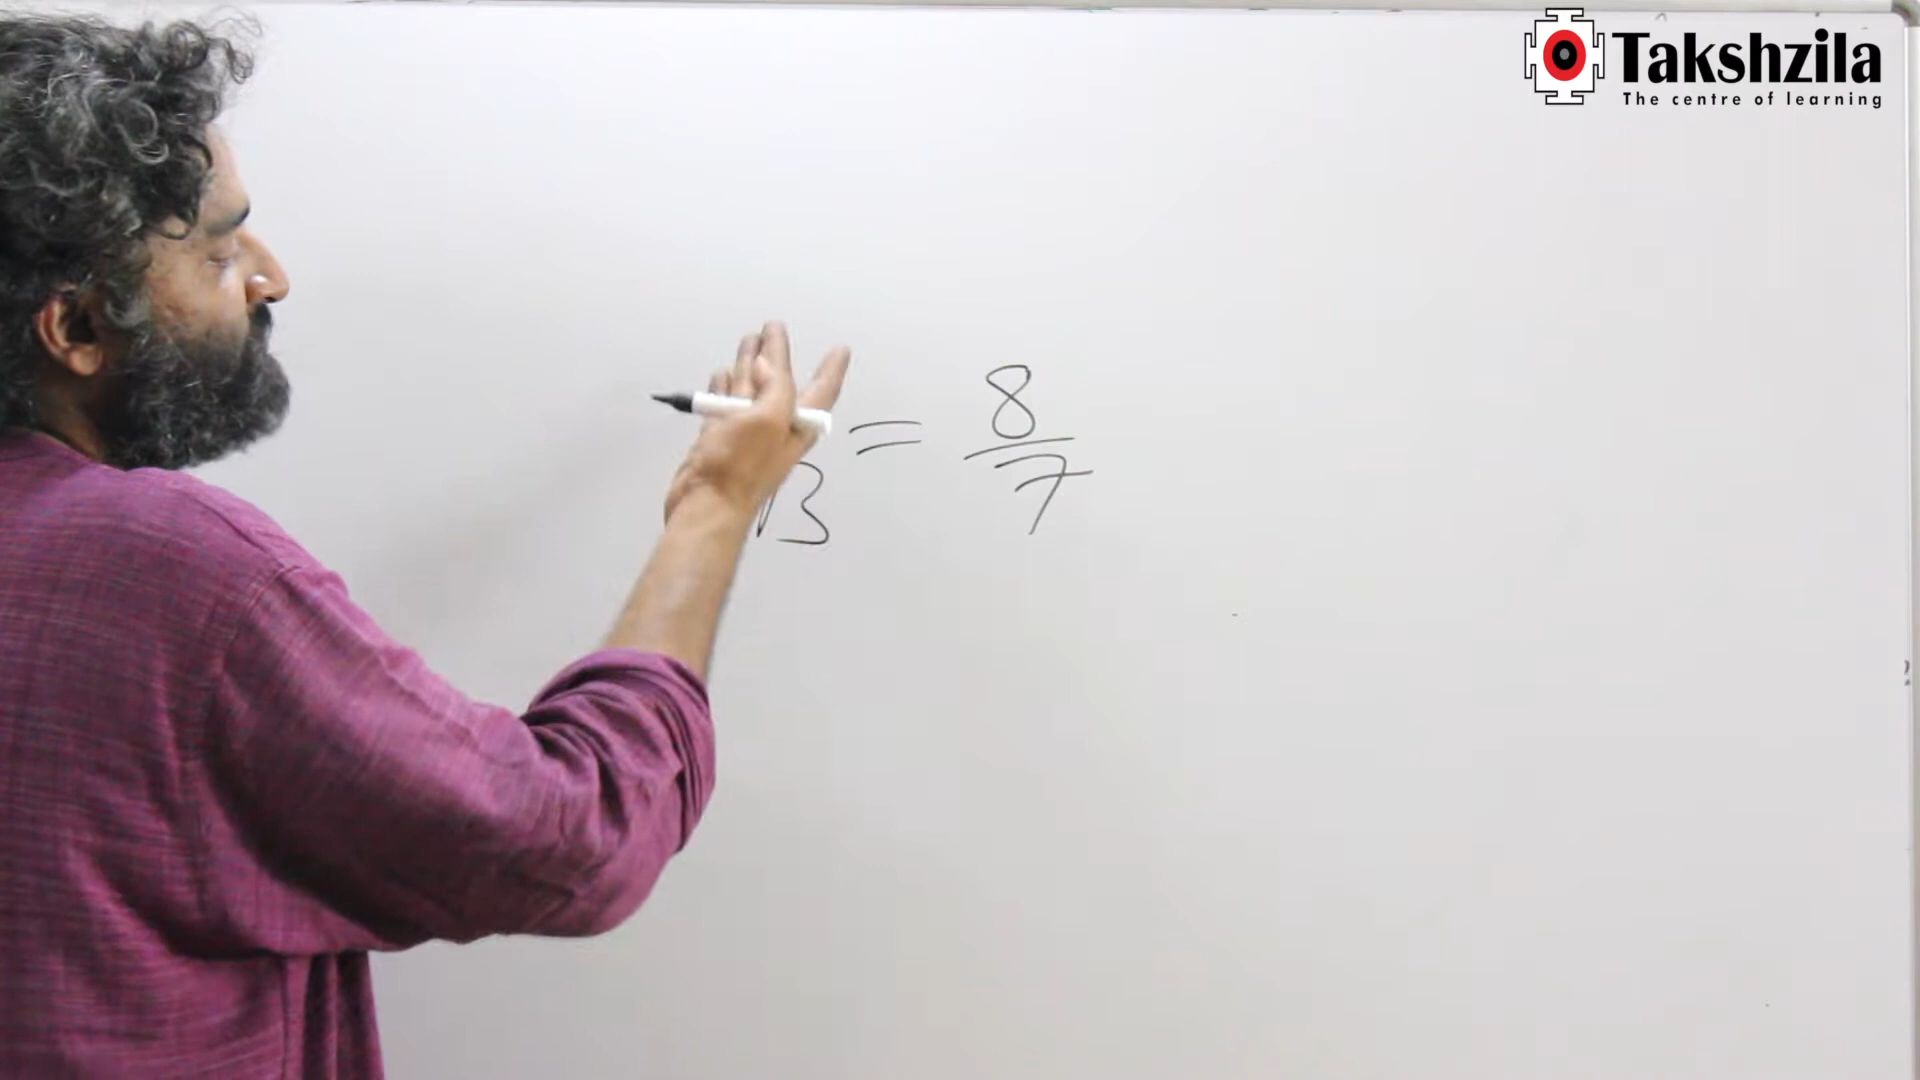 Takshzila
The centre of learning
= 8
3
7